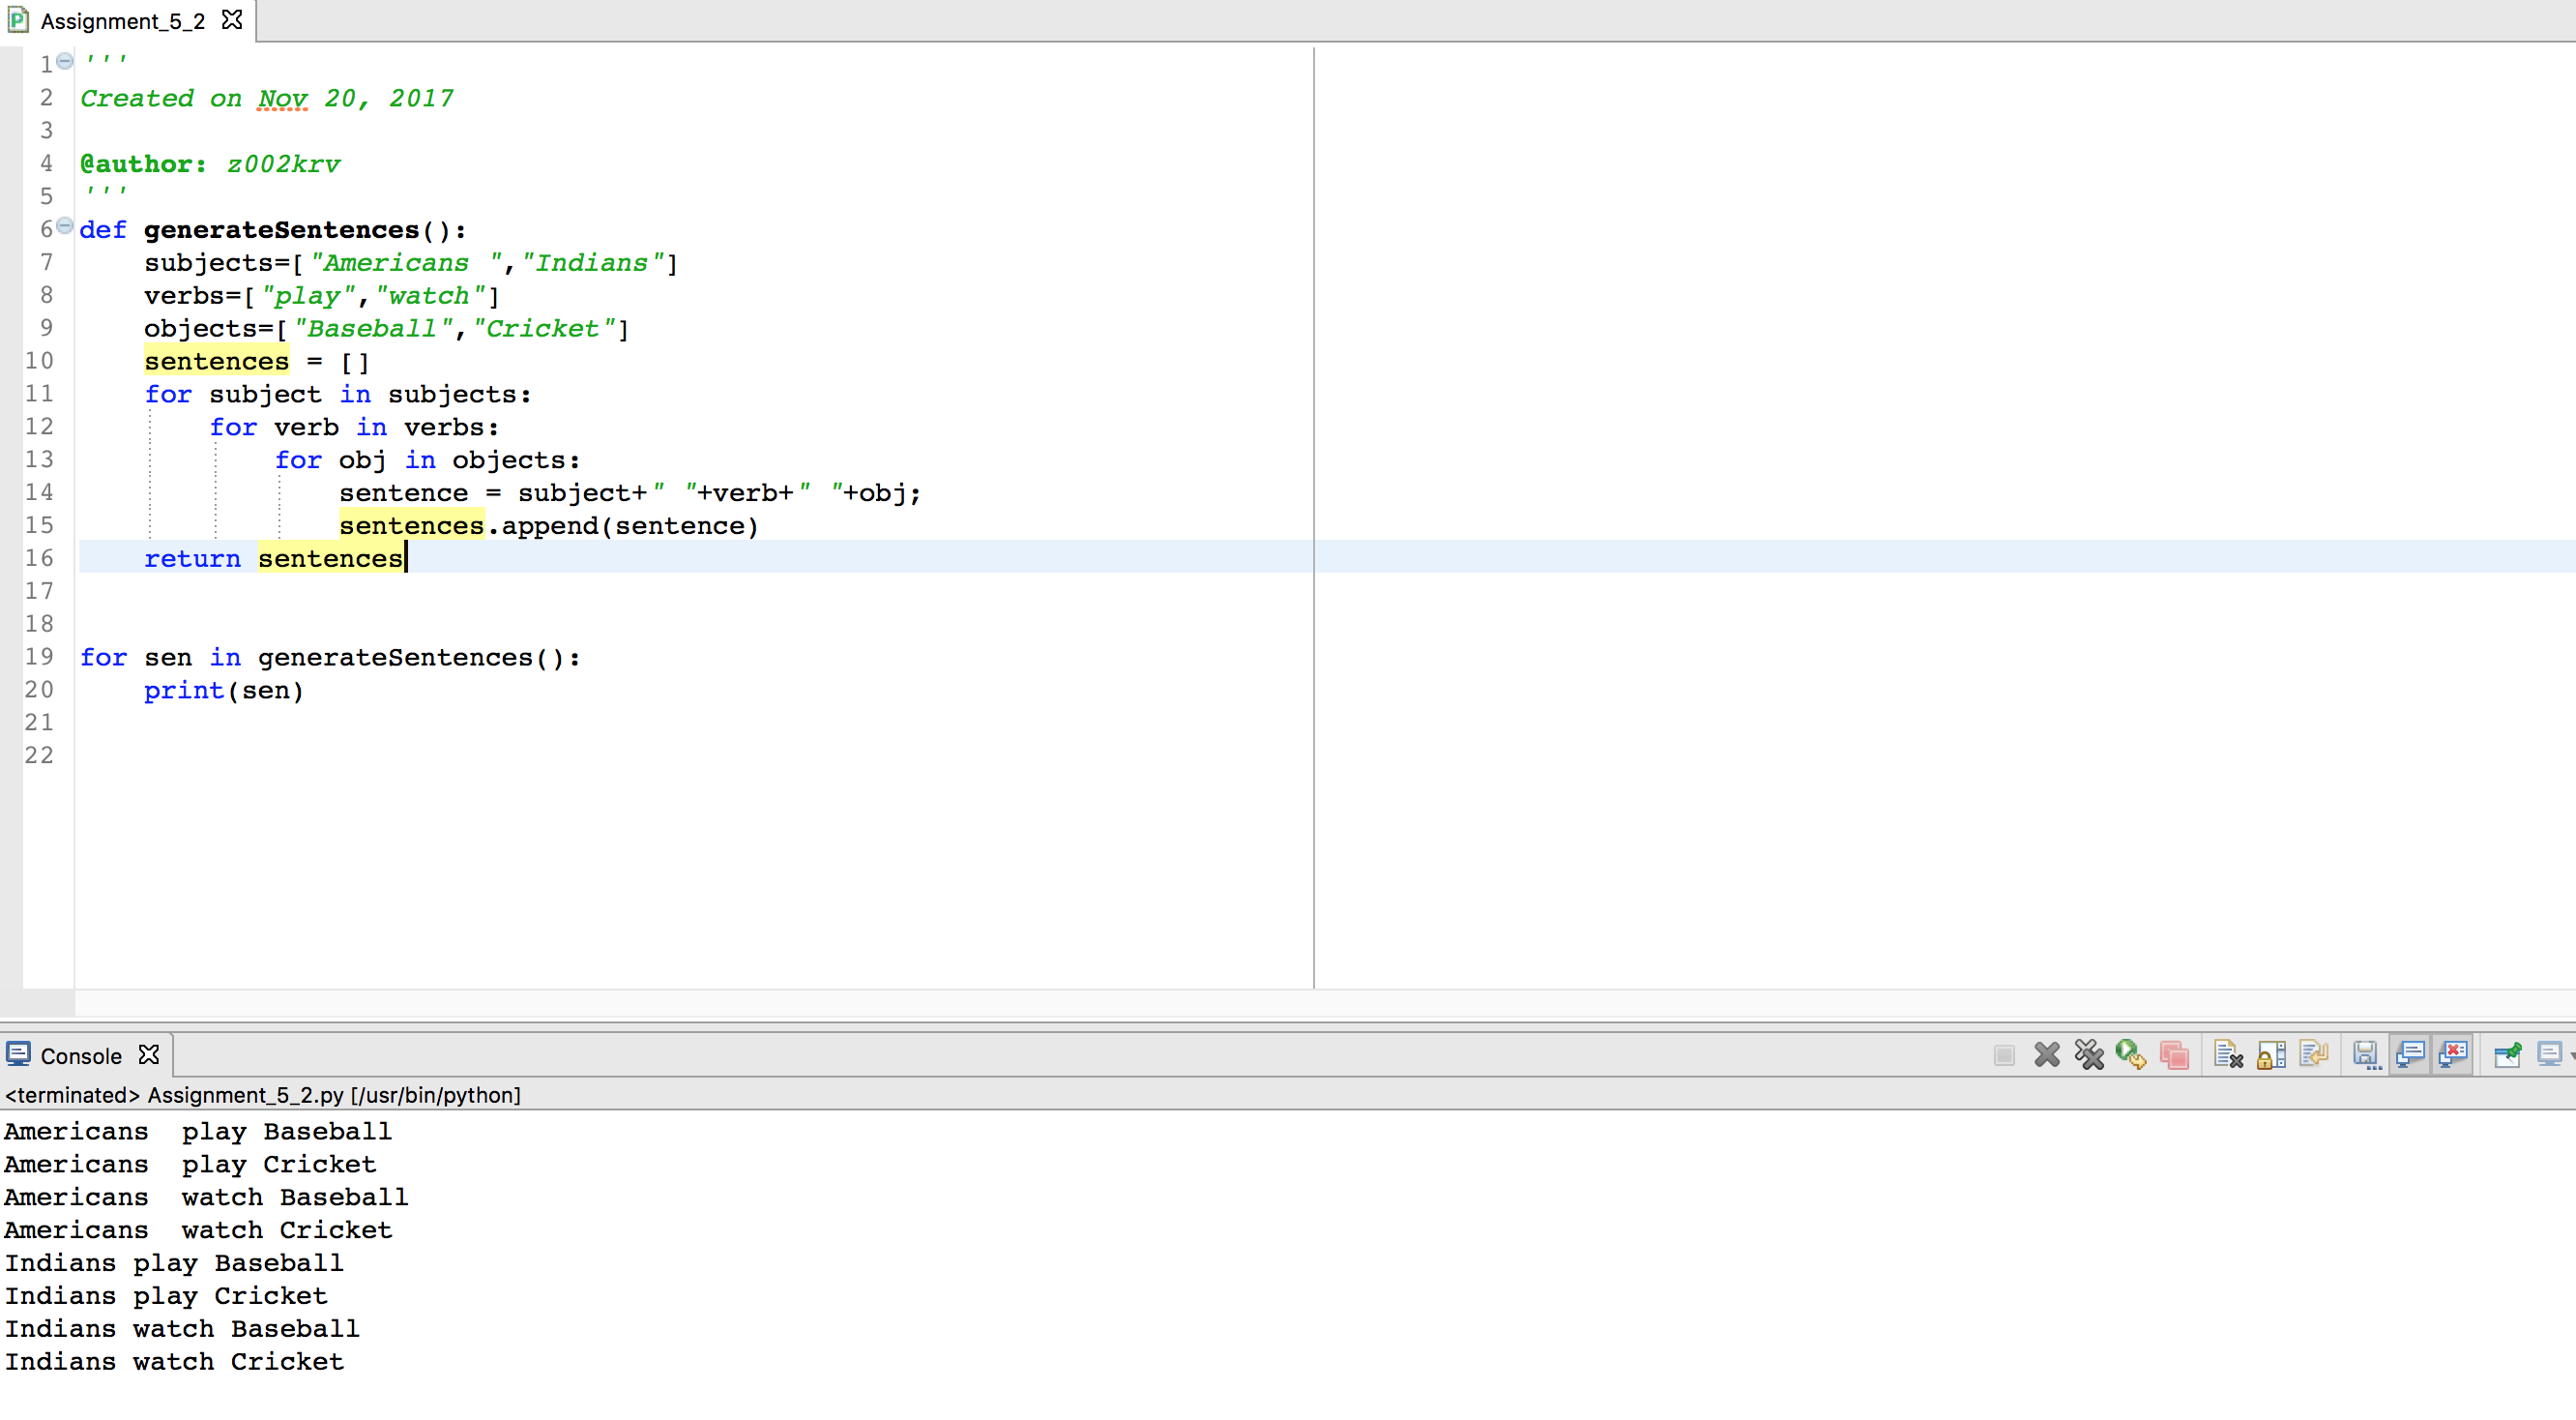 Assignment_5_2
1 '''
2 Created on Nov 20, 2017
3
4 @author: z002krv
5 '''
6 def generateSentences():
7     subjects=["Americans ","Indians"]
8     verbs=["play","watch"]
9     objects=["Baseball","Cricket"]
10     sentences = []
11     for subject in subjects:
12         for verb in verbs:
13             for obj in objects:
14                 sentence = subject+" "+verb+" "+obj;
15                 sentences.append(sentence)
16     return sentences
17
18
19 for sen in generateSentences():
20     print(sen)
21
22
Console
<terminated> Assignment_5_2.py [/usr/bin/python]
Americans  play Baseball
Americans  play Cricket
Americans  watch Baseball
Americans  watch Cricket
Indians play Baseball
Indians play Cricket
Indians watch Baseball
Indians watch Cricket